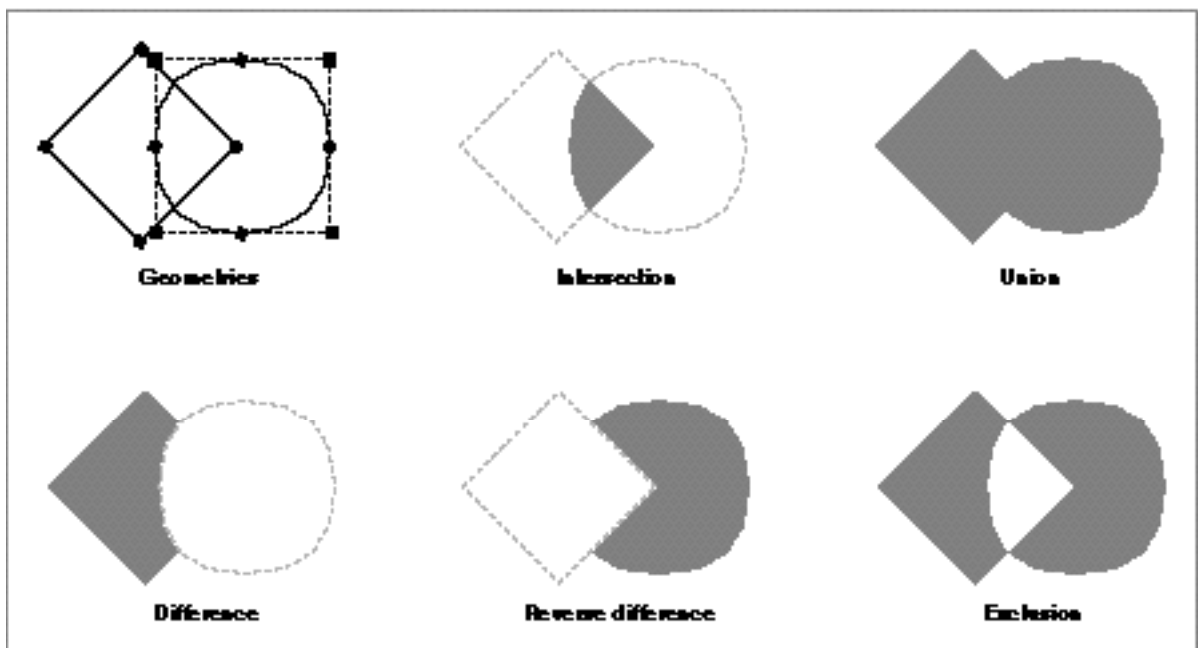 Geometries
Intersection
Union
Difference
Reverse difference
Exclusion